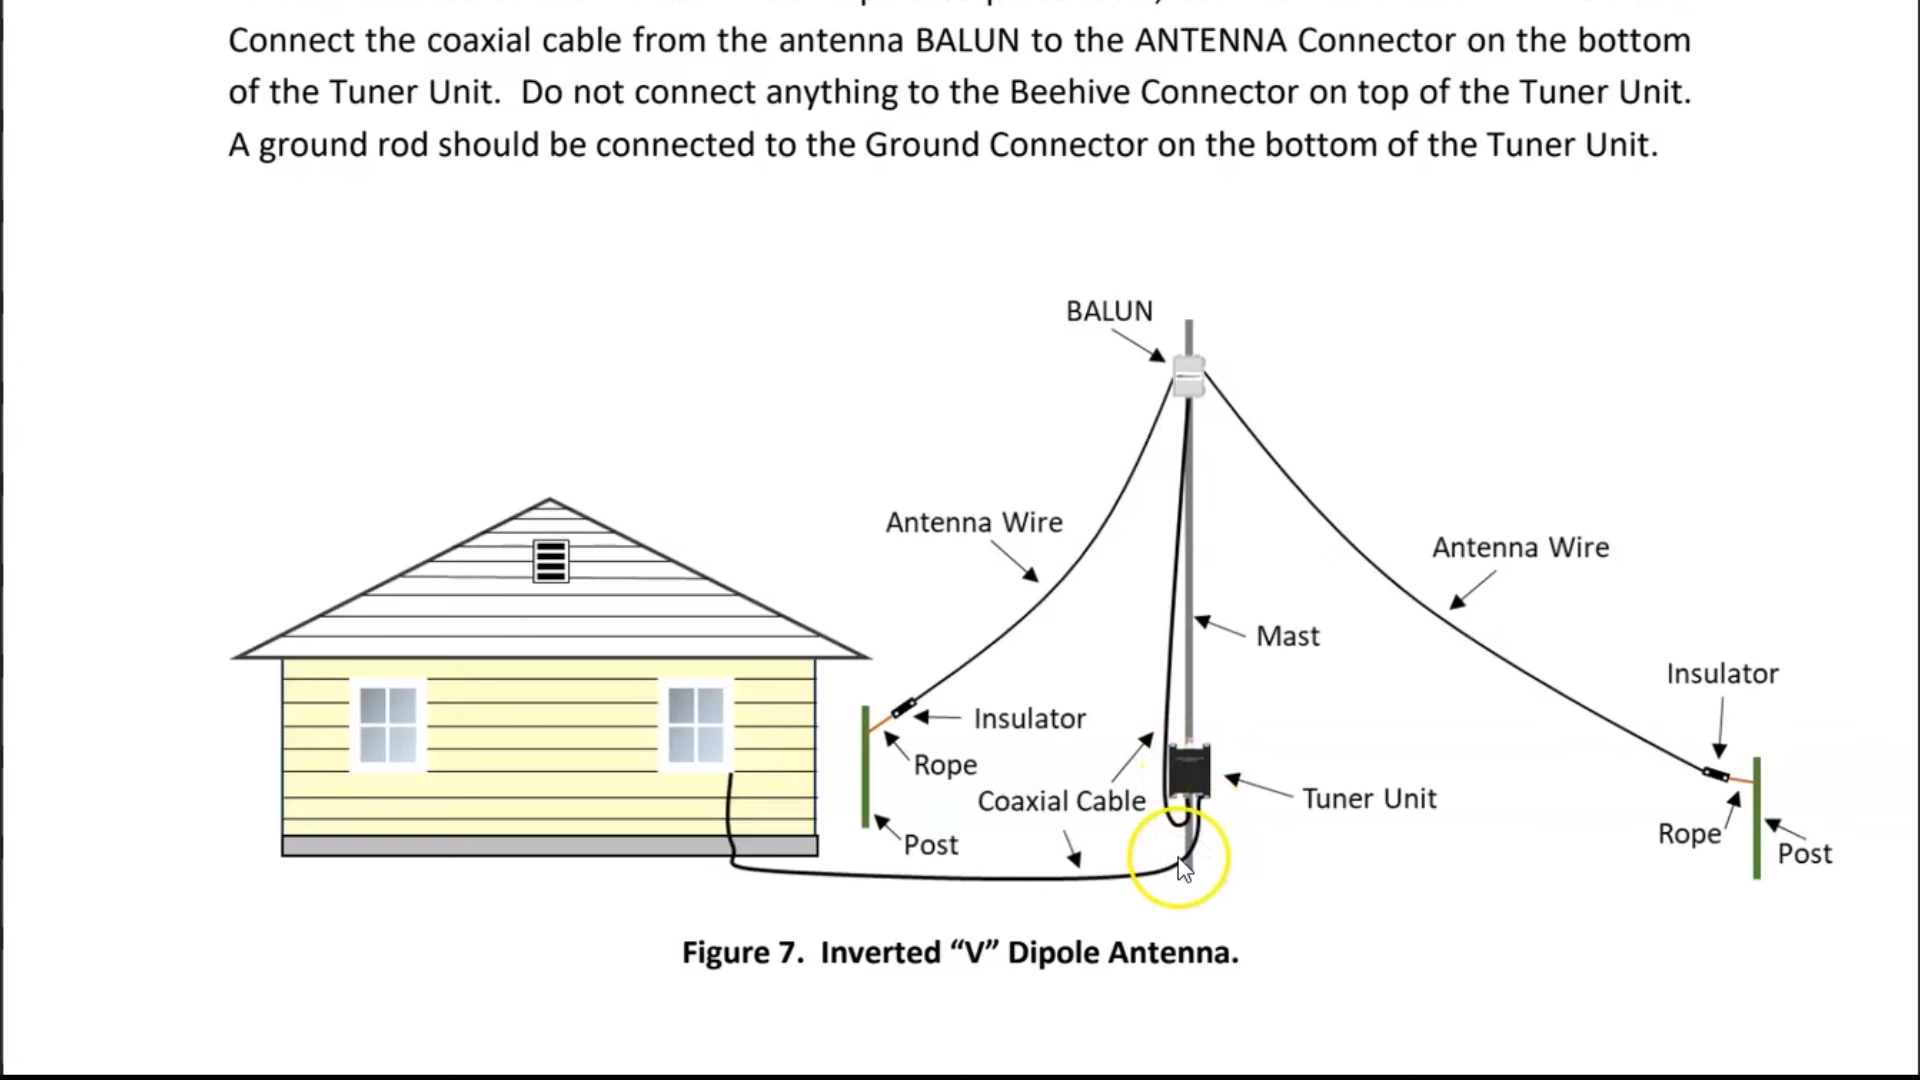 Connect the coaxial cable from the antenna BALUN to the ANTENNA Connector on the bottom
of the Tuner Unit.  Do not connect anything to the Beehive Connector on top of the Tuner Unit.
A ground rod should be connected to the Ground Connector on the bottom of the Tuner Unit.
BALUN
Antenna Wire
Antenna Wire
Mast
Insulator
Insulator
Rope
Coaxial Cable
Tuner Unit
Rope
Post
Post
Figure 7.  Inverted “V” Dipole Antenna.